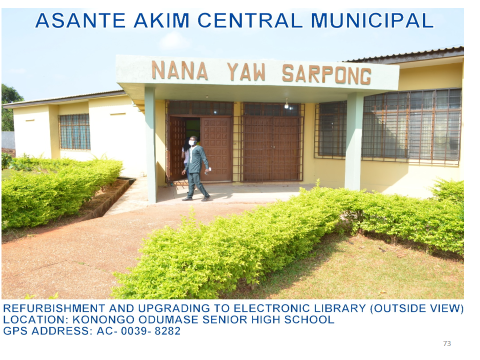 ASANTE AKIM CENTRAL MUNICIPAL
NANA YAW SARPONG
REFURBISHMENT AND UPGRADING TO ELECTRONIC LIBRARY (OUTSIDE VIEW)
LOCATION: KONONGO ODUMASE SENIOR HIGH SCHOOL
GPS ADDRESS: AC- 0039- 8282
73